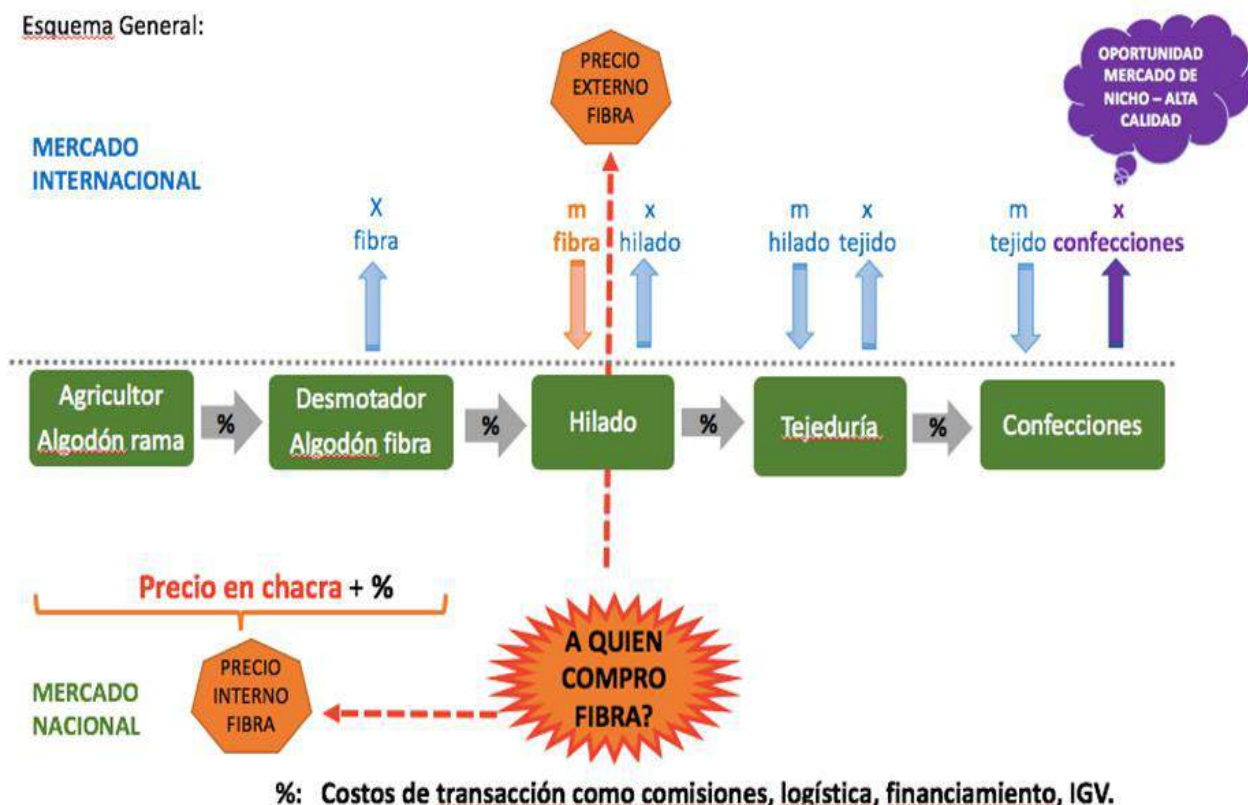 Esquema General:
PRECIO
EXTERNO
FIBRA
OPORTUNIDAD
MERCADO DE
NICHO – ALTA
CALIDAD
MERCADO
INTERNACIONAL
X
fibra
m
fibra
x
hilado
m
hilado
x
tejido
m
tejido
x
confecciones
Agricultor
Algodón rama
%
Desmotador
Algodón fibra
%
Hilado
%
Tejeduría
%
Confecciones
Precio en chacra + %
PRECIO
INTERNO
FIBRA
A QUIEN
COMPRO
FIBRA?
MERCADO
NACIONAL
%: Costos de transacción como comisiones, logística, financiamiento, IGV.